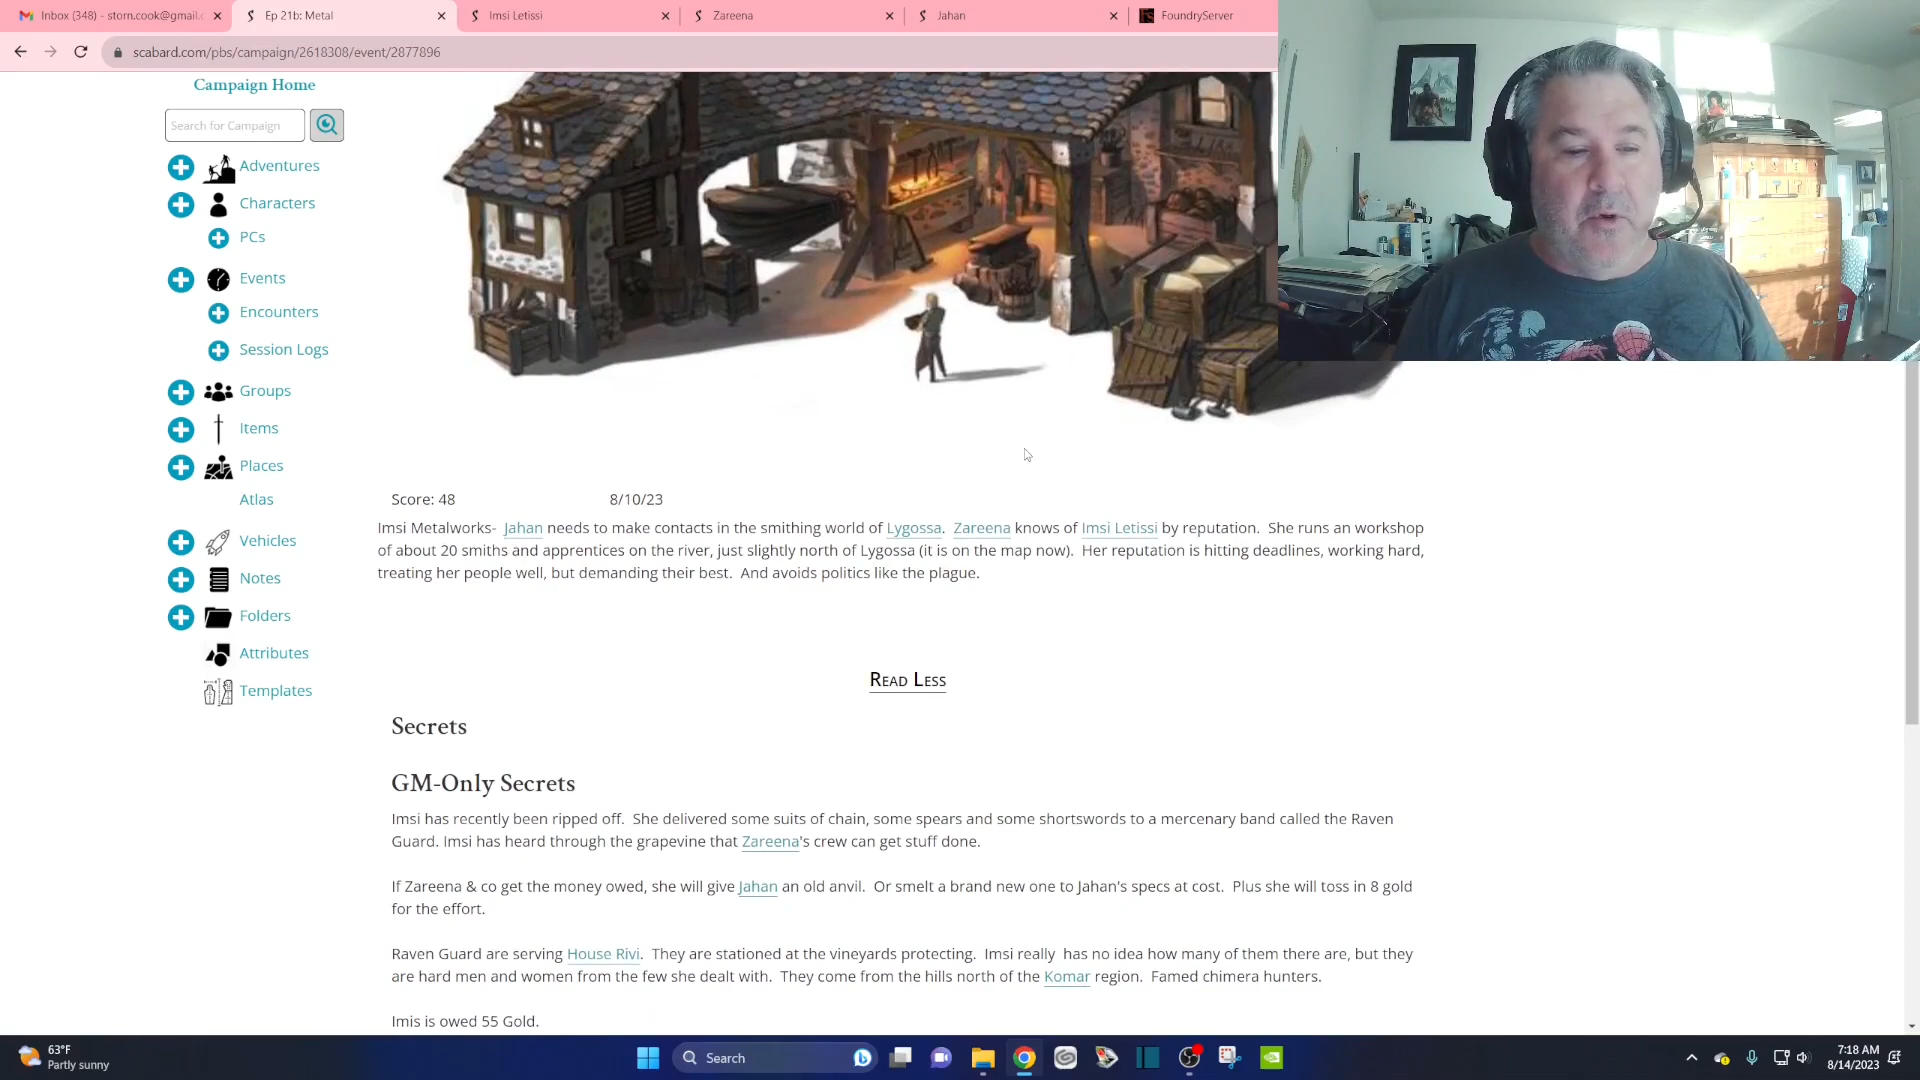 Inbox (348) - storn.cook@gmail.c
Ep 21b: Metal
Imsi Letissi
Zareena
Jahan
FoundryServer
scabard.com/pbs/campaign/2618308/event/2877896
Campaign Home
Search for Campaign
Adventures
Characters
PCs
Events
Encounters
Session Logs
Groups
Items
Places
Atlas
Vehicles
Notes
Folders
Attributes
Templates
Score: 48 8/10/23
Imsi Metalworks- Jahan needs to make contacts in the smithing world of Lygossa. Zareena knows of Imsi Letissi by reputation. She runs an workshop
of about 20 smiths and apprentices on the river, just slightly north of Lygossa (it is on the map now). Her reputation is hitting deadlines, working hard,
treating her people well, but demanding their best. And avoids politics like the plague.
Read Less
Secrets
GM-Only Secrets
Imsi has recently been ripped off. She delivered some suits of chain, some spears and some shortswords to a mercenary band called the Raven
Guard. Imsi has heard through the grapevine that Zareena's crew can get stuff done.
If Zareena & co get the money owed, she will give Jahan an old anvil. Or smelt a brand new one to Jahan's specs at cost. Plus she will toss in 8 gold
for the effort.
Raven Guard are serving House Rivi. They are stationed at the vineyards protecting. Imsi really has no idea how many of them there are, but they
are hard men and women from the few she dealt with. They come from the hills north of the Komar region. Famed chimera hunters.
Imis is owed 55 Gold.
63°F
Partly sunny
Search
7:18 AM
8/14/2023